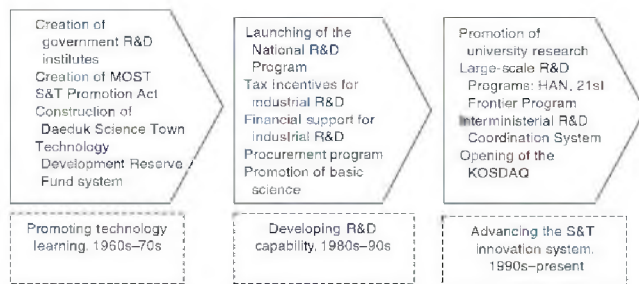 Creation of
government R&D
institutes
Creation of MOST
S&T Promotion Act
Construction of
Daeduk Science Town
Technology
Development Reserve
Fund system
Launching of the
National R&D
Program
Tax incentives for
industrial R&D
Financial support for
industrial R&D
Procurement program
Promotion of basic
science
Promotion of
university research
Large-scale R&D
Programs: HAN, 21st
Frontier Program
Interministerial R&D
Coordination System
Opening of the
KOSDAQ
Promoting technology
learning, 1960s–70s
Developing R&D
capability, 1980s–90s
Advancing the S&T
innovation system,
1990s–present